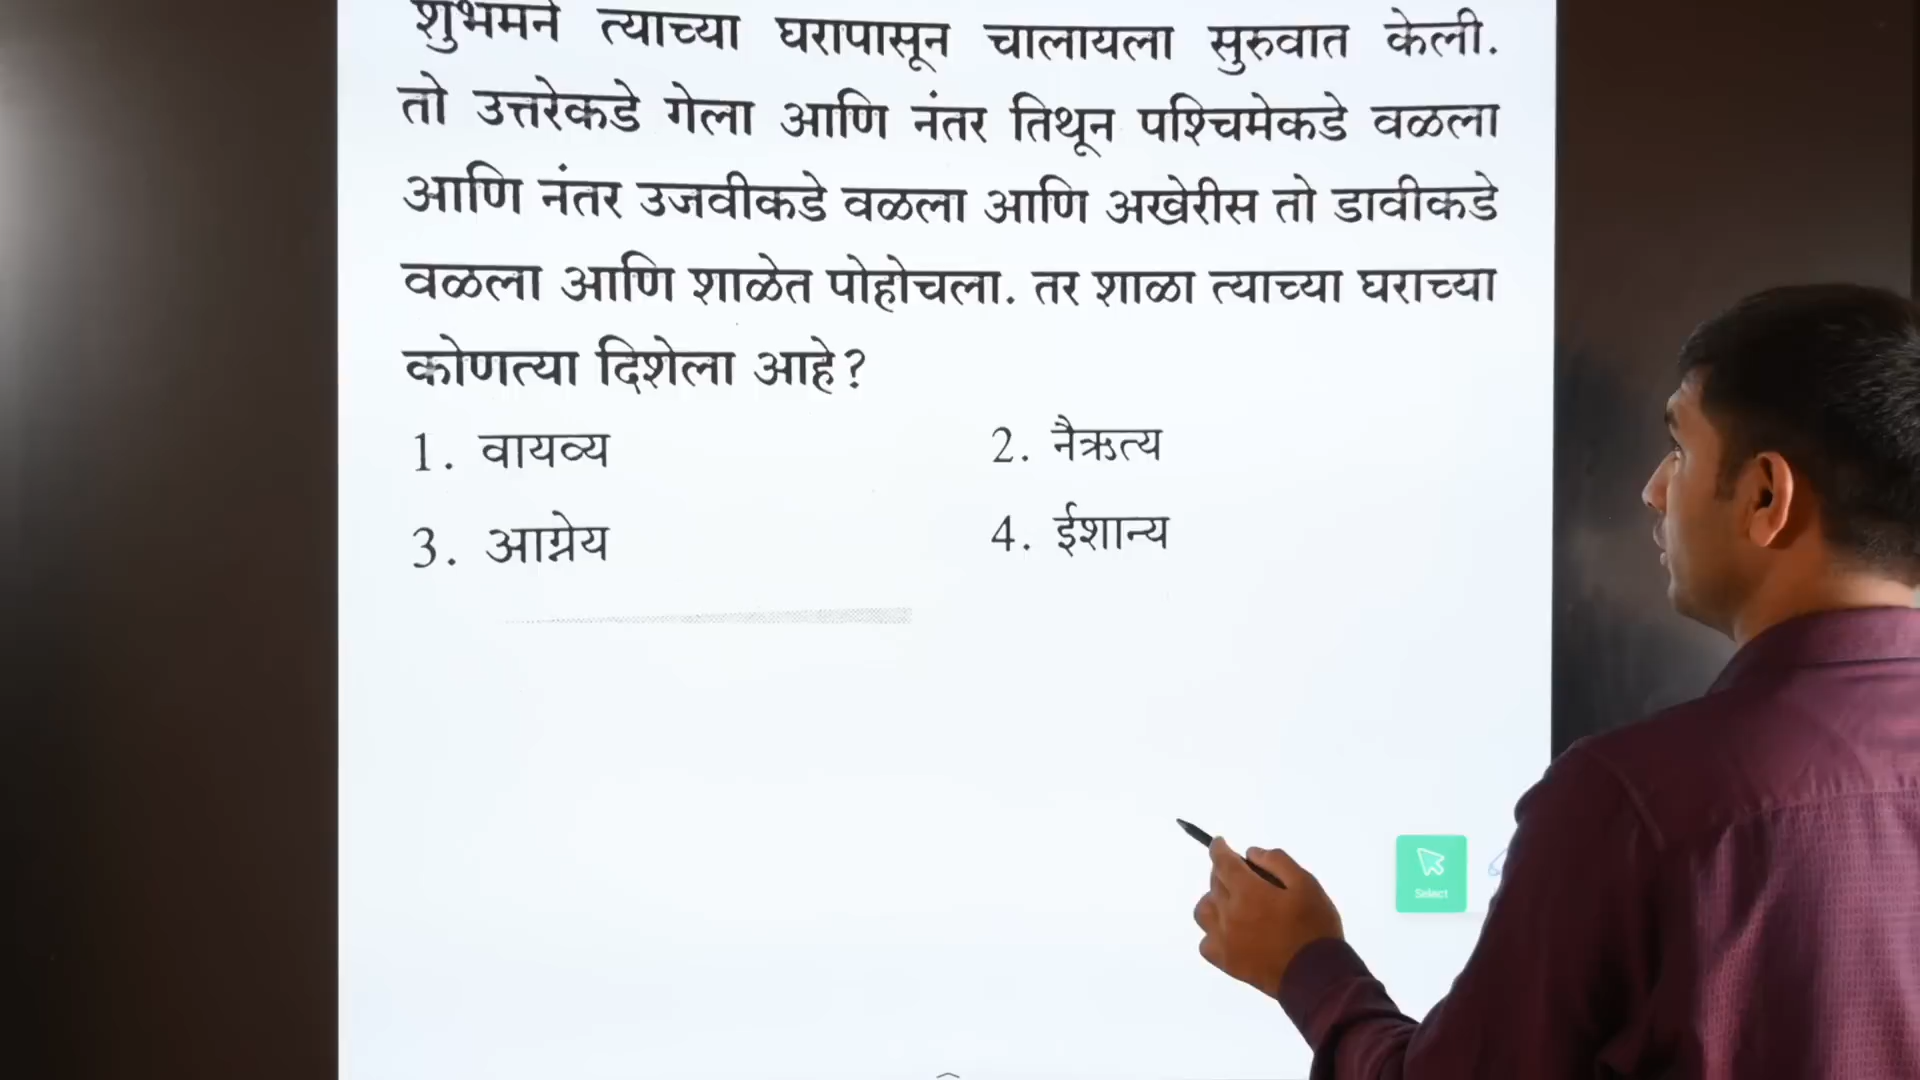 शुभमने त्याच्या घरापासून चालायला सुरुवात केली.
तो उत्तरेकडे गेला आणि नंतर तिथून पश्चिमेकडे वळला
आणि नंतर उजवीकडे वळला आणि अखेरीस तो डावीकडे
वळला आणि शाळेत पोहोचला. तर शाळा त्याच्या घराच्या
कोणत्या दिशेला आहे?
1. वायव्य 2. नैऋत्य
3. आग्नेय 4. ईशान्य
Select